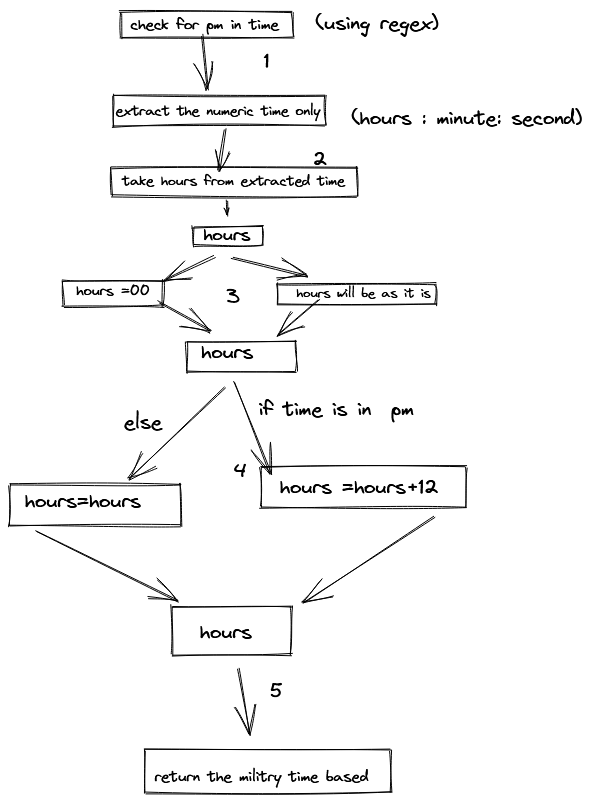 check for pm in time (using regex)
1
extract the numeric time only
(hours : minute: second)
2
take hours from extracted time
hours
hours =00
3
hours will be as it is
hours
else
if time is in pm
4
hours=hours
hours =hours+12
hours
5
return the militry time based